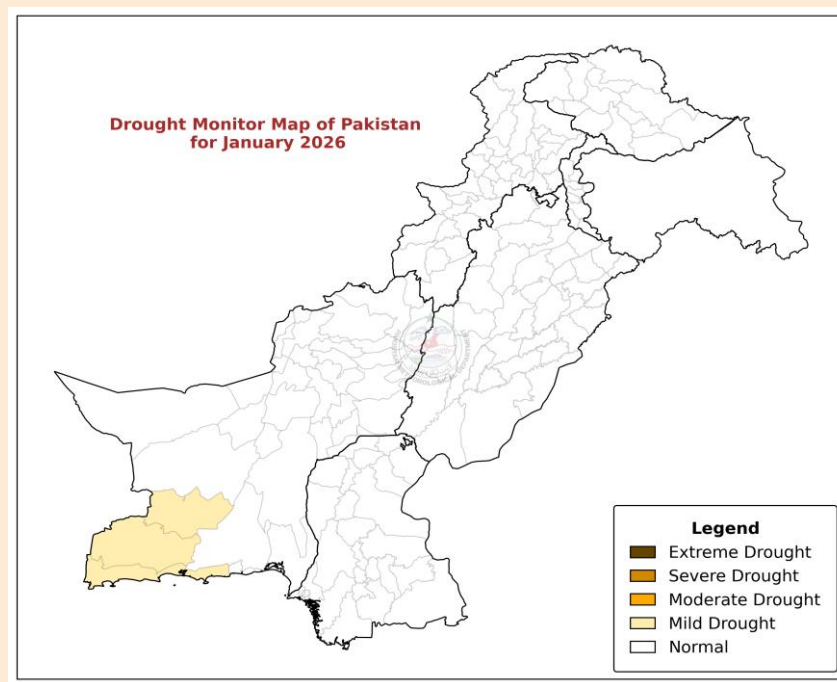 Drought Monitor Map of Pakistan
for January 2026
Legend
Extreme Drought
Severe Drought
Moderate Drought
Mild Drought
Normal